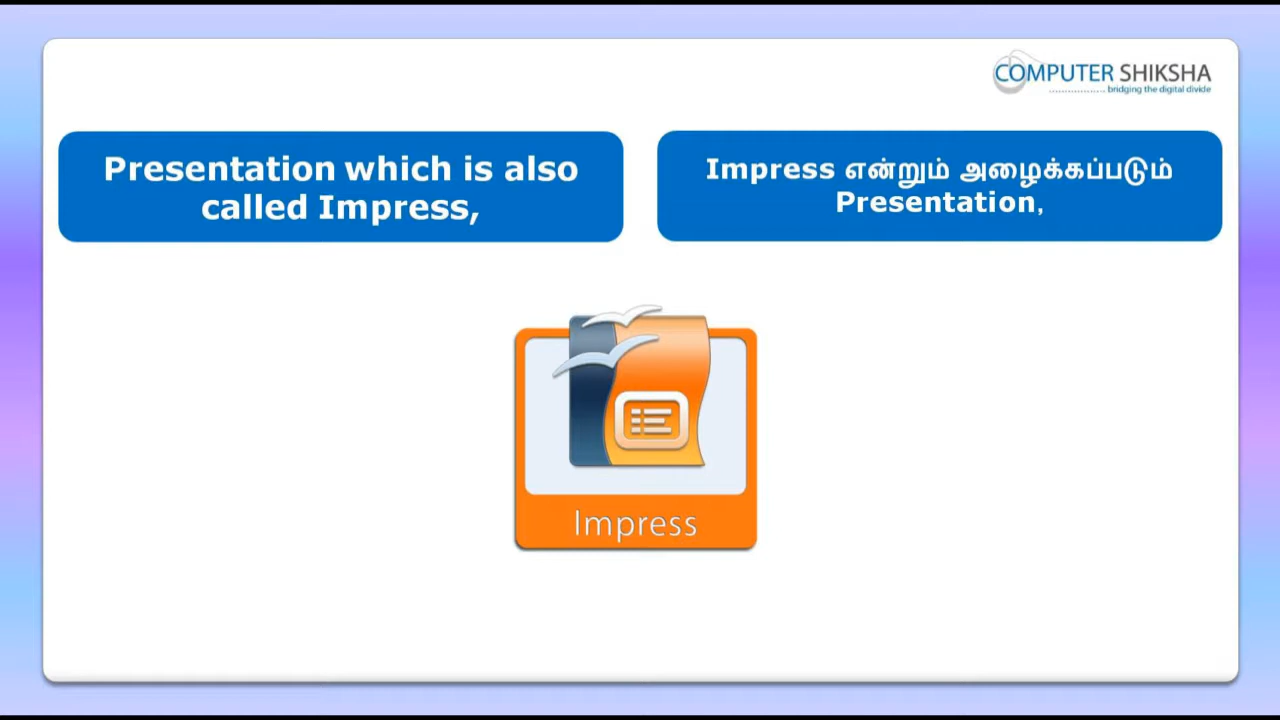 COMPUTER SHIKSHA
bridging the digital divide
Presentation which is also
called Impress,
Impress என்றும் அழைக்கப்படும்
Presentation,
Impress